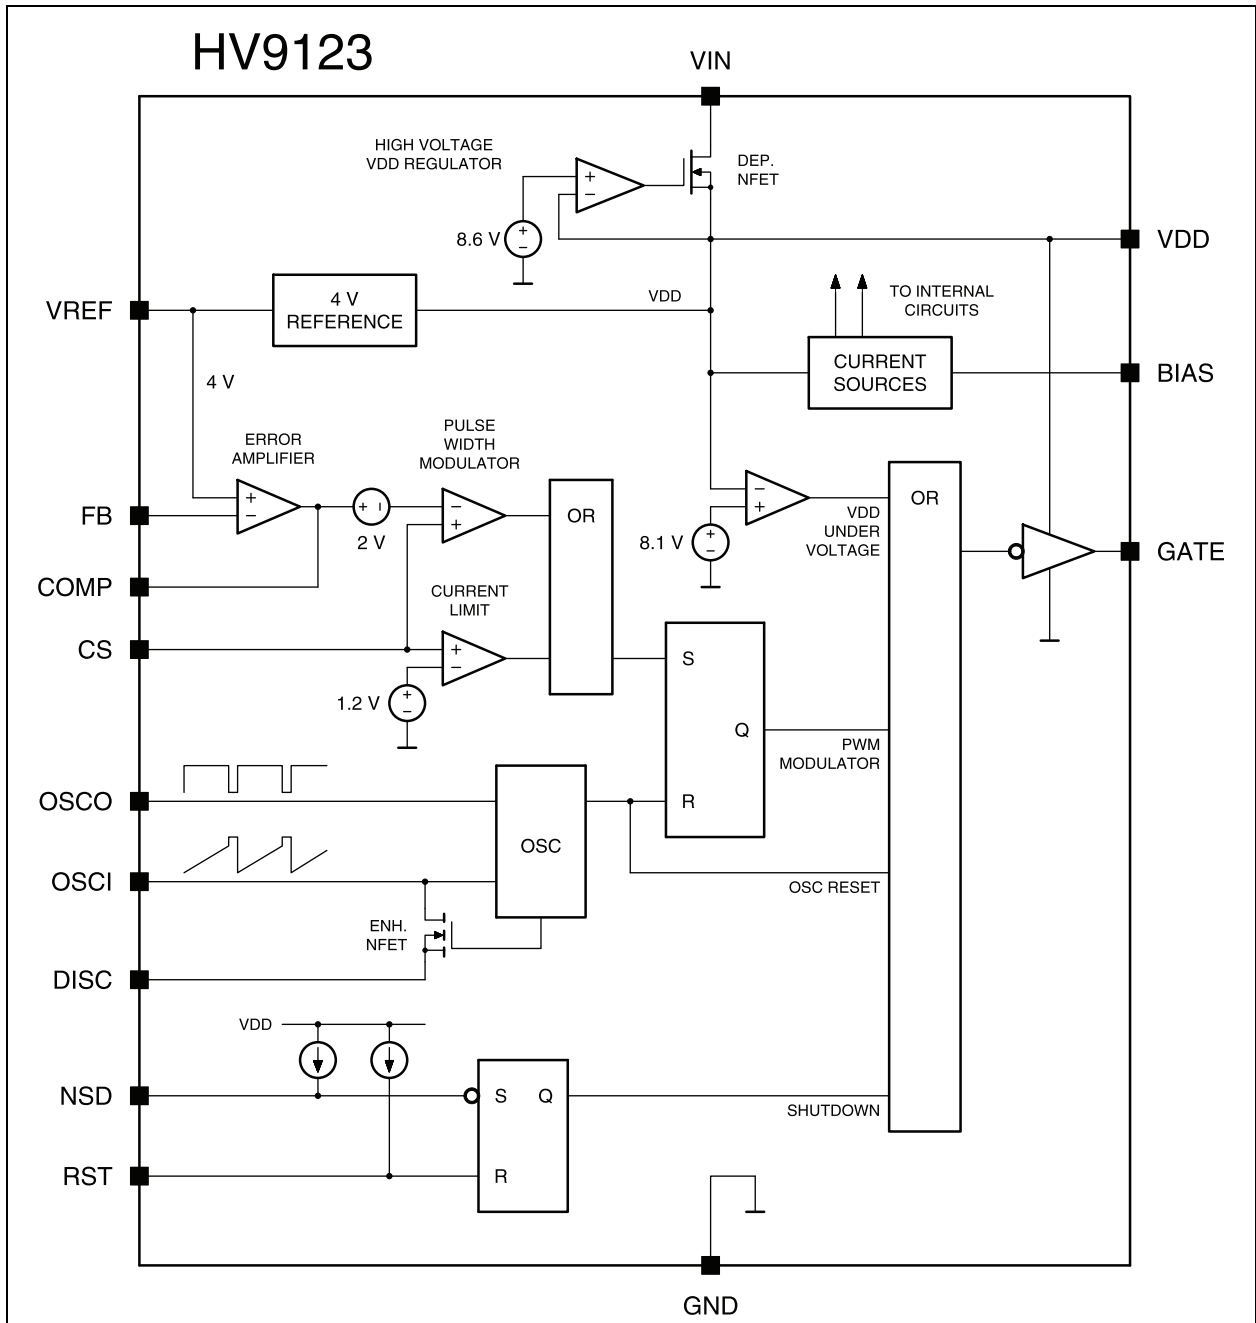 HV9123
VIN
HIGH VOLTAGE
VDD REGULATOR
DEP.
NFET
+
−
8.6 V
+
−
VDD
VREF
4 V
REFERENCE
VDD
TO INTERNAL
CIRCUITS
CURRENT
SOURCES
BIAS
4 V
ERROR
AMPLIFIER
PULSE
WIDTH
MODULATOR
+
−
+ −
2 V
−
+
OR
−
+
VDD
UNDER
VOLTAGE
8.1 V
+
−
OR
FB
COMP
GATE
CURRENT
LIMIT
CS
+
−
1.2 V
+
−
S
Q
R
PWM
MODULATOR
OSCO
OSC
OSCI
OSC RESET
ENH.
NFET
DISC
VDD
NSD
S
Q
R
SHUTDOWN
RST
GND